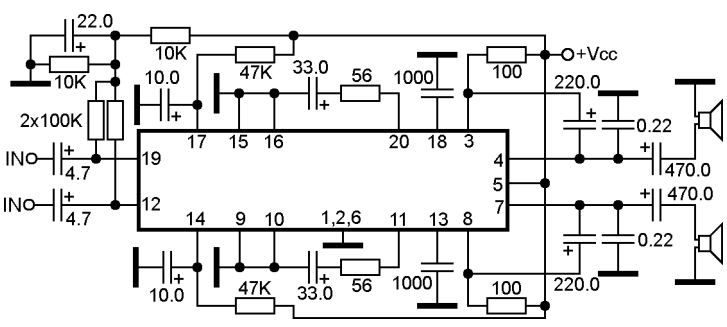 22.0
10K
10K
47K
10.0
33.0
56
1000
100
+Vcc
220.0
2x100K
0.22
17 15 16 20 18 3
IN 4.7 19 4 470.0
5
IN 4.7 12 7 470.0
14 9 10 1,2,6 11 13 8
0.22
10.0
33.0
56
1000
220.0
47K
100